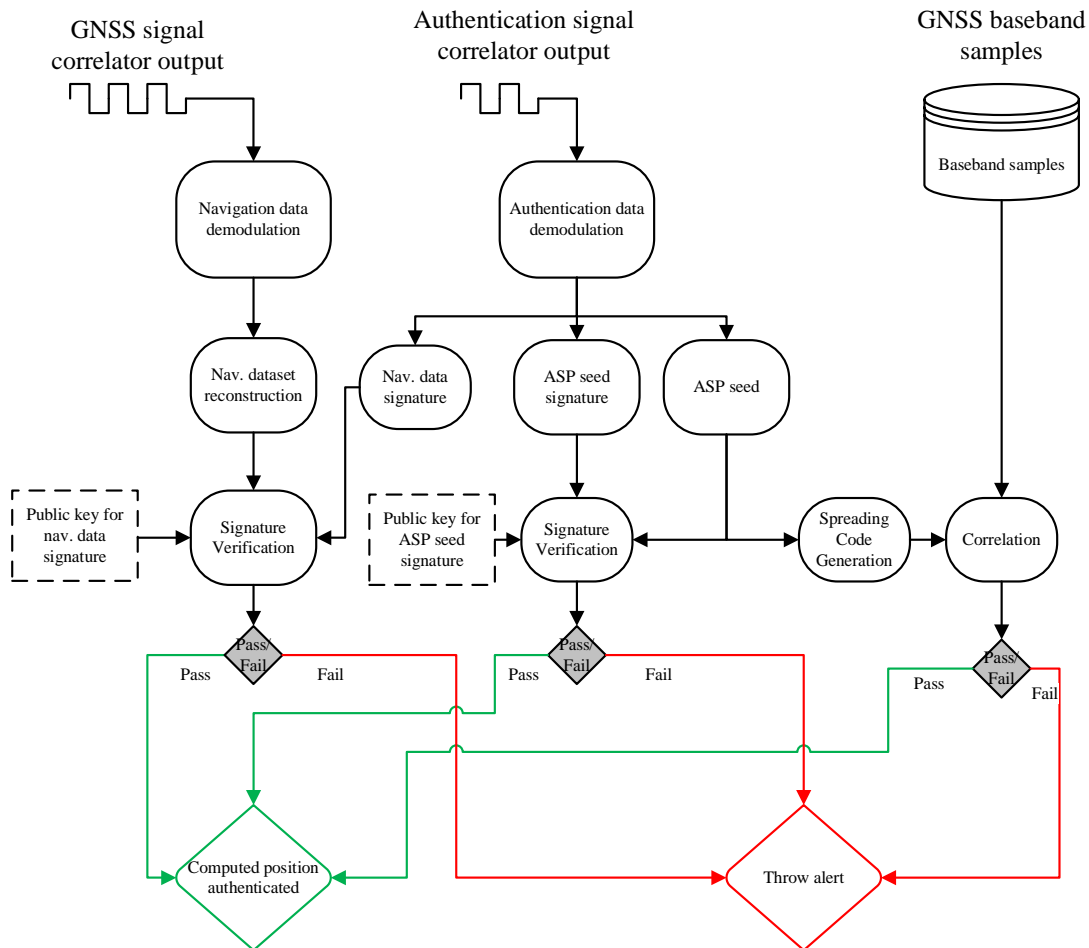 GNSS signal
correlator output
Authentication signal
correlator output
GNSS baseband
samples
Baseband samples
Navigation data
demodulation
Authentication data
demodulation
Nav. dataset
reconstruction
Nav. data
signature
ASP seed
signature
ASP seed
Public key for
nav. data
signature
Signature
Verification
Public key for
ASP seed
signature
Signature
Verification
Spreading
Code
Generation
Correlation
Pass/
Fail
Pass
Fail
Pass/
Fail
Pass
Fail
Pass/
Fail
Pass
Fail
Computed position
authenticated
Throw alert